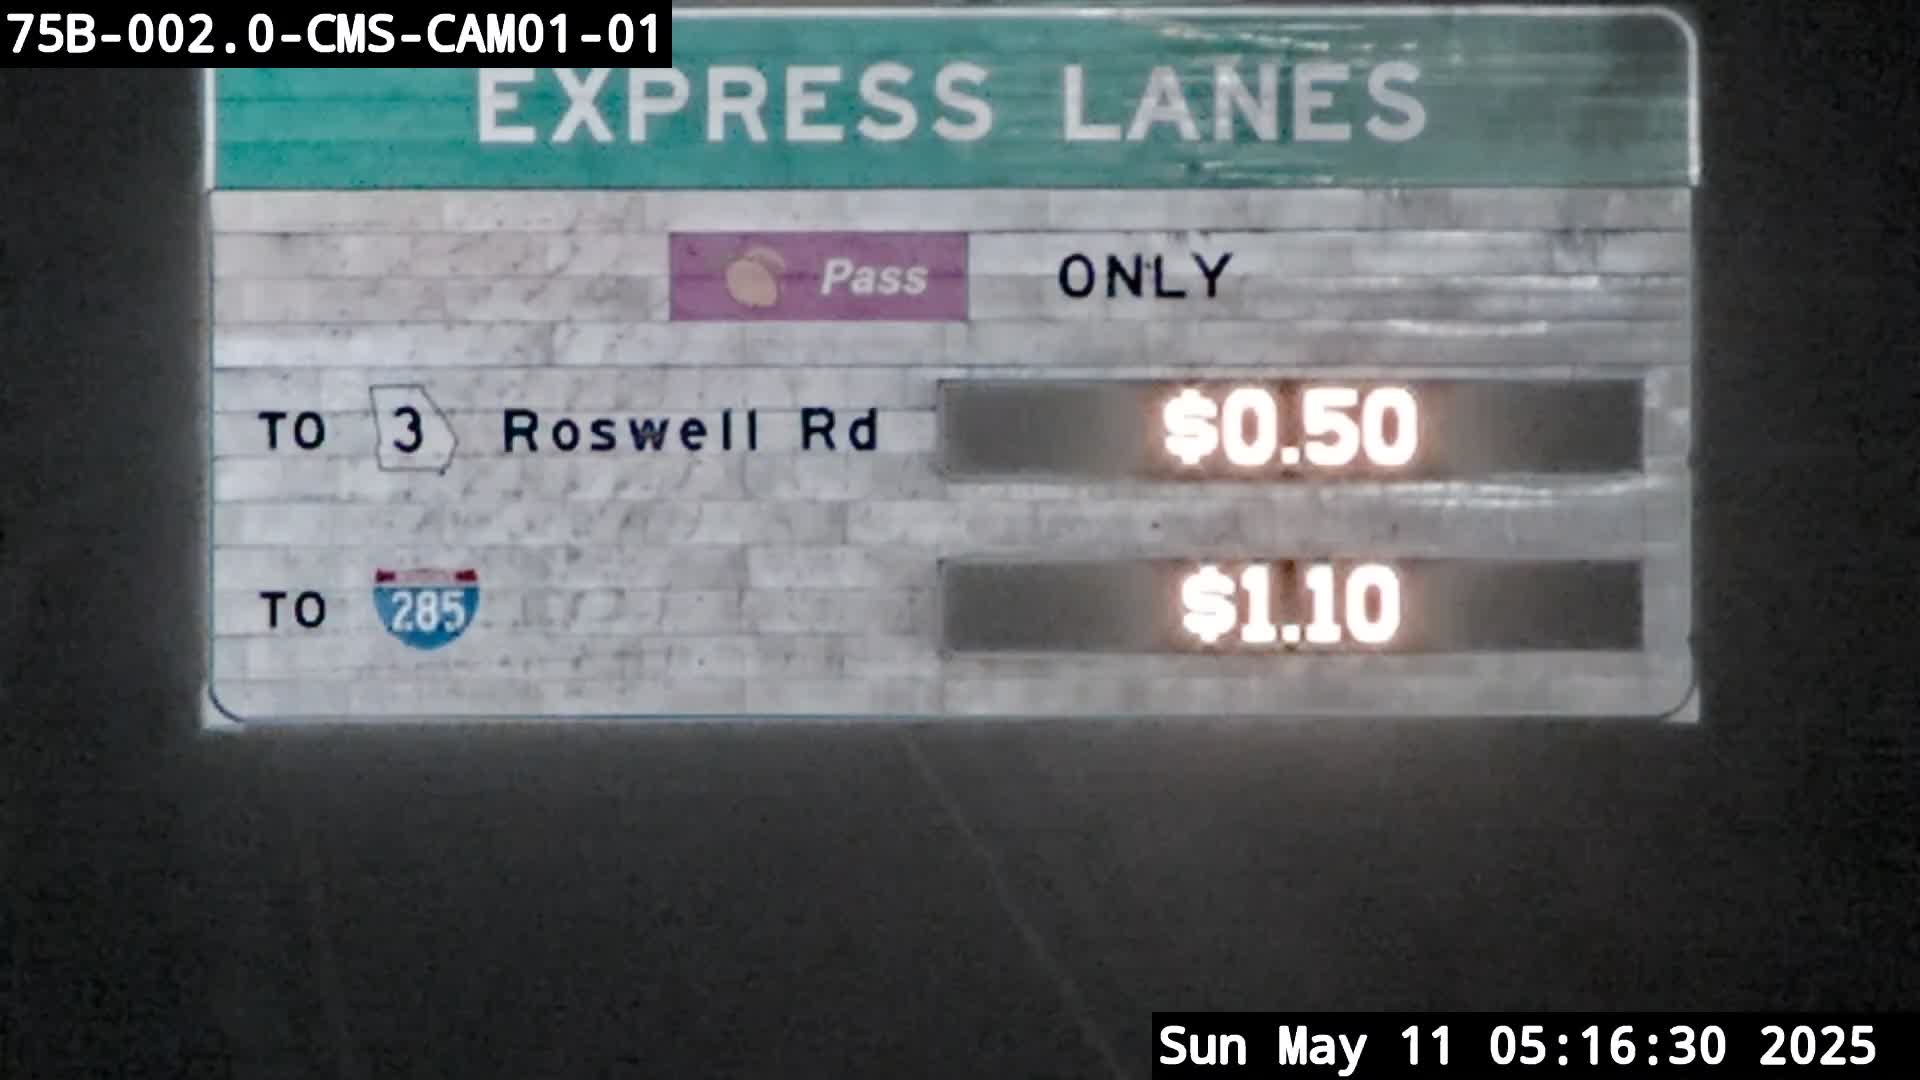 75B-002.0-CMS-CAM01-01
EXPRESS LANES
Pass ONLY
TO 3 Roswell Rd $0.50
TO 285 $1.10
Sun May 11 05:16:30 2025